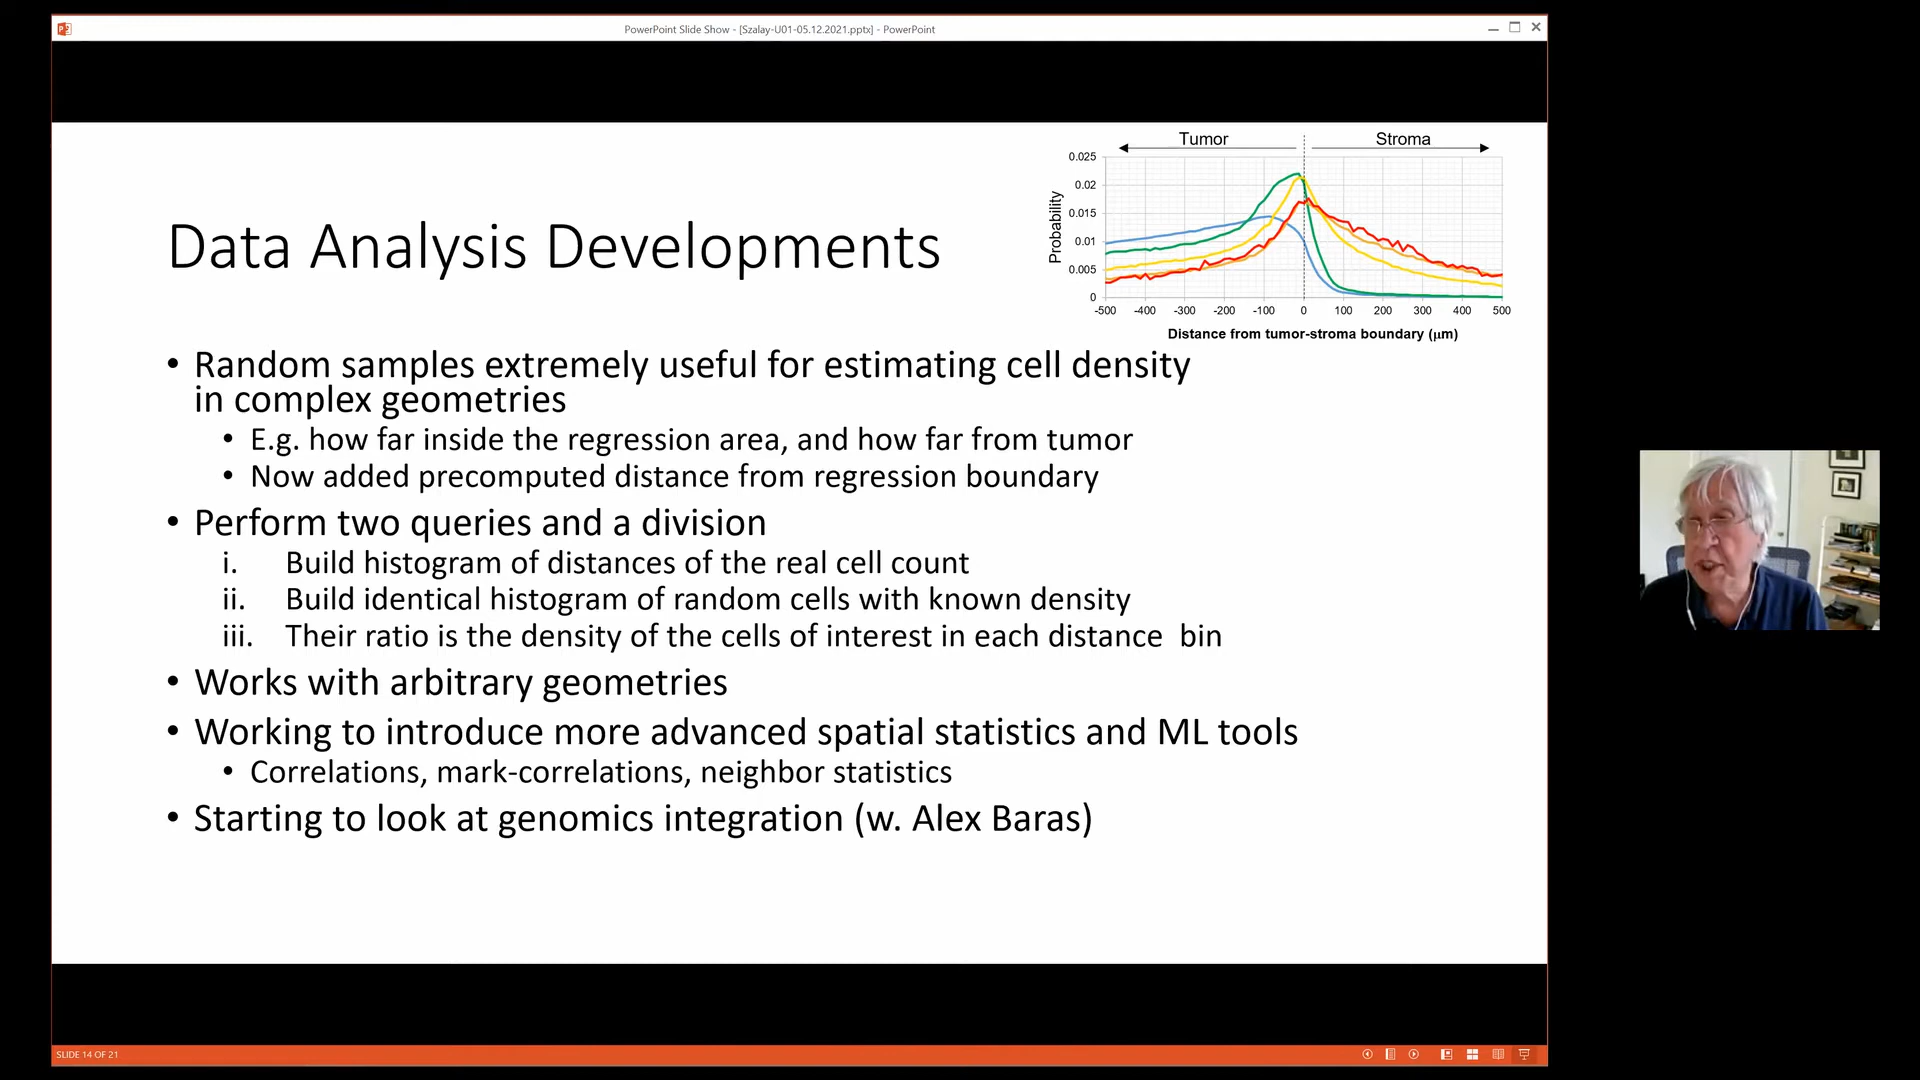 PowerPoint Slide Show - [Szalay-U01-05.12.2021.pptx] - PowerPoint
Tumor Stroma
0.025
0.02
0.015
0.01
0.005
0
Probability
-500 -400 -300 -200 -100 0 100 200 300 400 500
Distance from tumor-stroma boundary (μm)
Data Analysis Developments
• Random samples extremely useful for estimating cell density
in complex geometries
• E.g. how far inside the regression area, and how far from tumor
• Now added precomputed distance from regression boundary
• Perform two queries and a division
i. Build histogram of distances of the real cell count
ii. Build identical histogram of random cells with known density
iii. Their ratio is the density of the cells of interest in each distance bin
• Works with arbitrary geometries
• Working to introduce more advanced spatial statistics and ML tools
• Correlations, mark-correlations, neighbor statistics
• Starting to look at genomics integration (w. Alex Baras)
SLIDE 14 OF 21